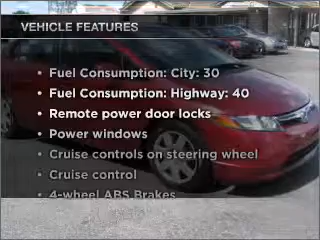 VEHICLE FEATURES
• Fuel Consumption: City: 30
• Fuel Consumption: Highway: 40
• Remote power door locks
• Power windows
• Cruise controls on steering wheel
• Cruise control
• 4-wheel ABS Brakes